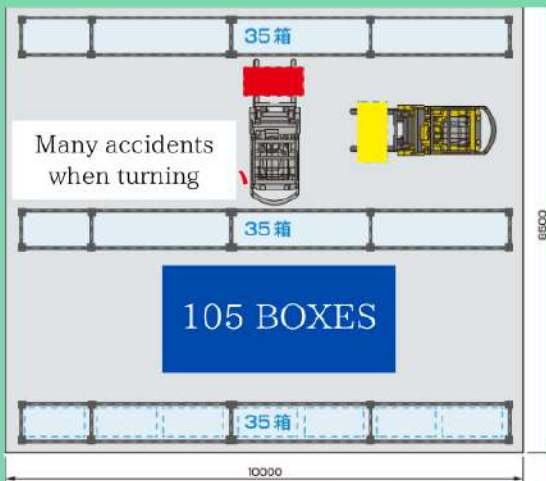 35箱
Many accidents
when turning
35箱
8500
105 BOXES
35箱
10000